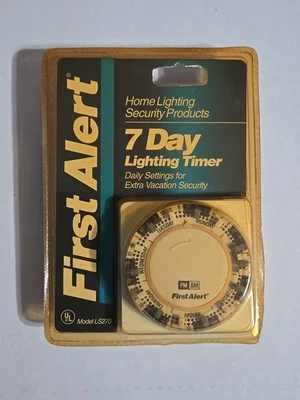 First Alert®
Home Lighting
Security Products
7 Day
Lighting Timer
Daily Settings for
Extra Vacation Security
PM AM
First Alert®
UL
Model LS270